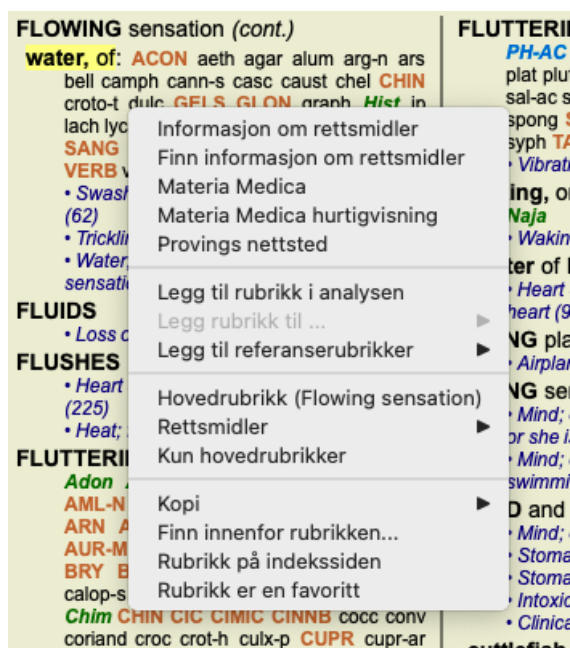 FLOWING sensation (cont.)
water, of: ACON aeth agar alum arg-n ars
bell camph cann-s casc caust chel CHIN
croto-t dulc GELS GLON graph Hist ip
lach lyc
SANG
VERB
• Swash
(62)
• Trickli
• Water,
sensati
FLUIDS
• Loss
FLUSHES
• Heart
(225)
• Heat;
FLUTTERI
Adon
AML-N
ARN
AUR-M
BRY
calop-s
Chim CHIN CIC CIMIC CINNB cocc conv
coriand croc crot-h culx-p CUPR cupr-ar
Informasjon om rettsmidler
Finn informasjon om rettsmidler
Materia Medica
Materia Medica hurtigvisning
Provings nettsted
Legg til rubrikk i analysen
Legg rubrikk til ...
Legg til referanserubrikker
Hovedrubrikk (Flowing sensation)
Rettsmidler
Kun hovedrubrikker
Kopi
Finn innenfor rubrikken...
Rubrikk på indekssiden
Rubrikk er en favoritt
FLUTTERI
PH-AC
plat plu
sal-ac s
spong
syph TA
• Vibrati
ing, o
Naja
• Wakin
ter of
• Heart
heart (9
NG pla
• Airplan
NG se
• Mind;
or she i
• Mind;
swimmi
D and
• Mind;
• Stoma
• Stoma
• Intoxic
• Clinica
cuttlefish